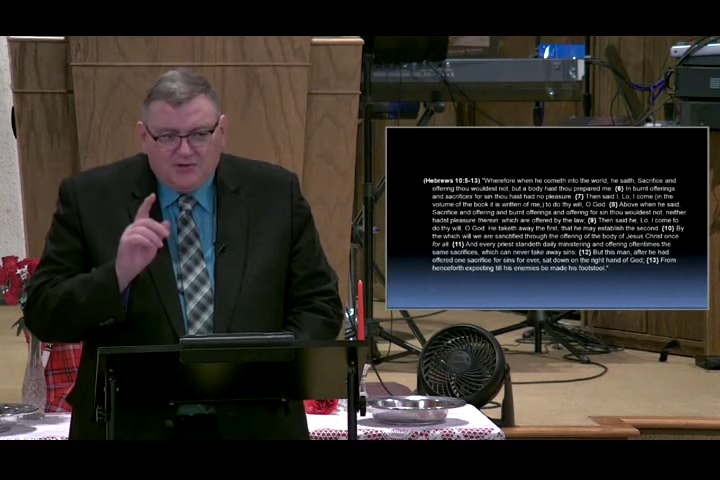 (Hebrews 10:5-13) "Wherefore when he cometh into the world, he saith, Sacrifice and
offering thou wouldest not, but a body hast thou prepared me: {6} In burnt offerings
and sacrifices for sin thou hast had no pleasure. {7} Then said I, Lo, I come (in the
volume of the book it is written of me,) to do thy will, O God. {8} Above when he said,
Sacrifice and offering and burnt offerings and offering for sin thou wouldest not, neither
hadst pleasure therein; which are offered by the law; {9} Then said he, Lo, I come to
do thy will, O God. He taketh away the first, that he may establish the second. {10} By
the which will we are sanctified through the offering of the body of Jesus Christ once
for all. {11} And every priest standeth daily ministering and offering oftentimes the
same sacrifices, which can never take away sins: {12} But this man, after he had
offered one sacrifice for sins for ever, sat down on the right hand of God; {13} From
henceforth expecting till his enemies be made his footstool."